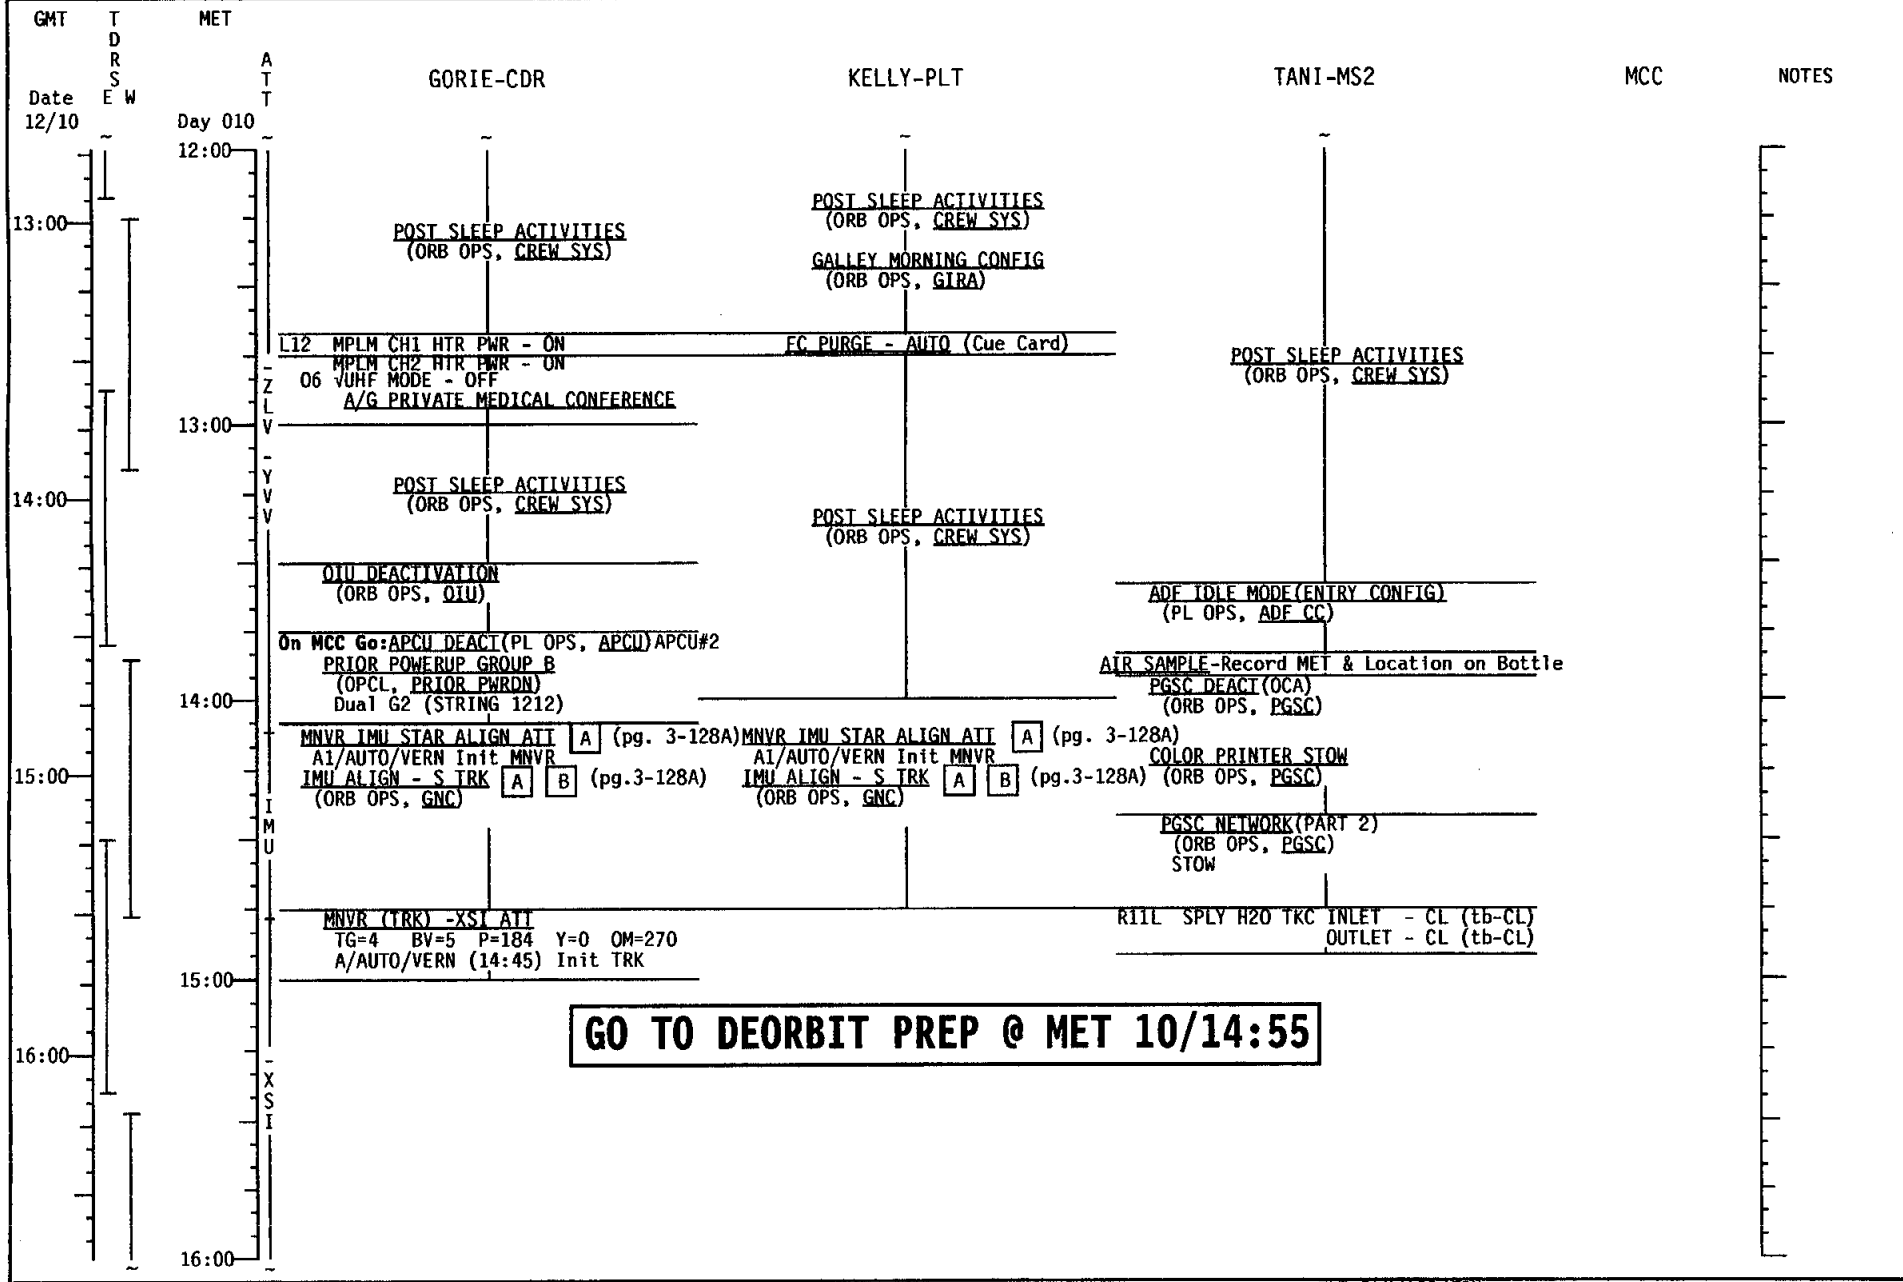 GMT TDRS MET
ATT
GORIE-CDR KELLY-PLT TANI-MS2 MCC NOTES
Date E W
12/10 Day 010
12:00
13:00
14:00
15:00
16:00
13:00
14:00
15:00
16:00
-ZLV -YVV
IMU
-XSI
POST SLEEP ACTIVITIES
(ORB OPS, CREW SYS)
L12 MPLM CH1 HTR PWR - ON
MPLM CH2 HTR PWR - ON
O6 √UHF MODE - OFF
A/G PRIVATE MEDICAL CONFERENCE
POST SLEEP ACTIVITIES
(ORB OPS, CREW SYS)
OIU DEACTIVATION
(ORB OPS, OIU)
On MCC Go:APCU DEACT(PL OPS, APCU)APCU#2
PRIOR POWERUP GROUP B
(OPCL, PRIOR PWRDN)
Dual G2 (STRING 1212)
MNVR IMU STAR ALIGN ATT A (pg. 3-128A)
A1/AUTO/VERN Init MNVR
IMU ALIGN - S TRK A B (pg.3-128A)
(ORB OPS, GNC)
MNVR (TRK) -XSI ATT
TG=4 BV=5 P=184 Y=0 OM=270
A/AUTO/VERN (14:45) Init TRK
POST SLEEP ACTIVITIES
(ORB OPS, CREW SYS)
GALLEY MORNING CONFIG
(ORB OPS, GIRA)
FC PURGE - AUTO (Cue Card)
POST SLEEP ACTIVITIES
(ORB OPS, CREW SYS)
MNVR IMU STAR ALIGN ATT A (pg. 3-128A)
A1/AUTO/VERN Init MNVR
IMU ALIGN - S TRK A B (pg.3-128A)
(ORB OPS, GNC)
POST SLEEP ACTIVITIES
(ORB OPS, CREW SYS)
ADF IDLE MODE(ENTRY CONFIG)
(PL OPS, ADF CC)
AIR SAMPLE-Record MET & Location on Bottle
PGSC DEACT(OCA)
(ORB OPS, PGSC)
COLOR PRINTER STOW
(ORB OPS, PGSC)
PGSC NETWORK(PART 2)
(ORB OPS, PGSC)
STOW
R11L SPLY H2O TKC INLET - CL (tb-CL)
OUTLET - CL (tb-CL)
GO TO DEORBIT PREP @ MET 10/14:55